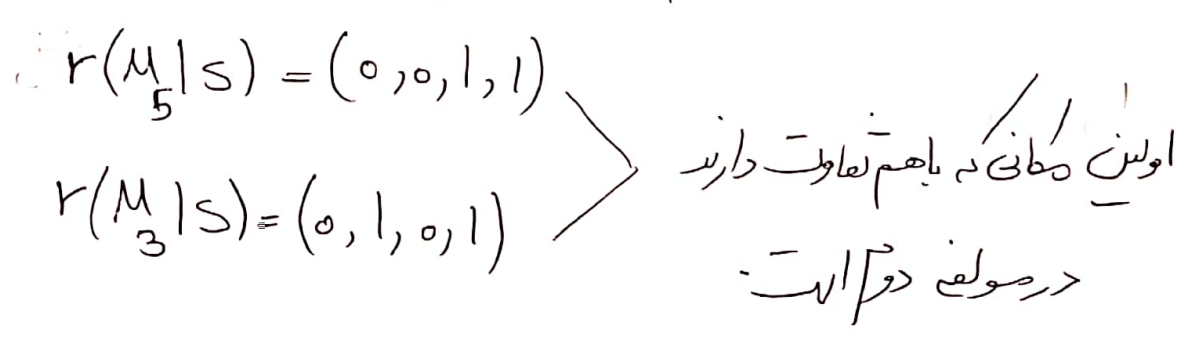 r(M₅|S) = (0,0,1,1)
r(M₃|S) = (0,1,0,1)
اولین مکانی که باهم تفاوت دارند
در مولفه دوم است.